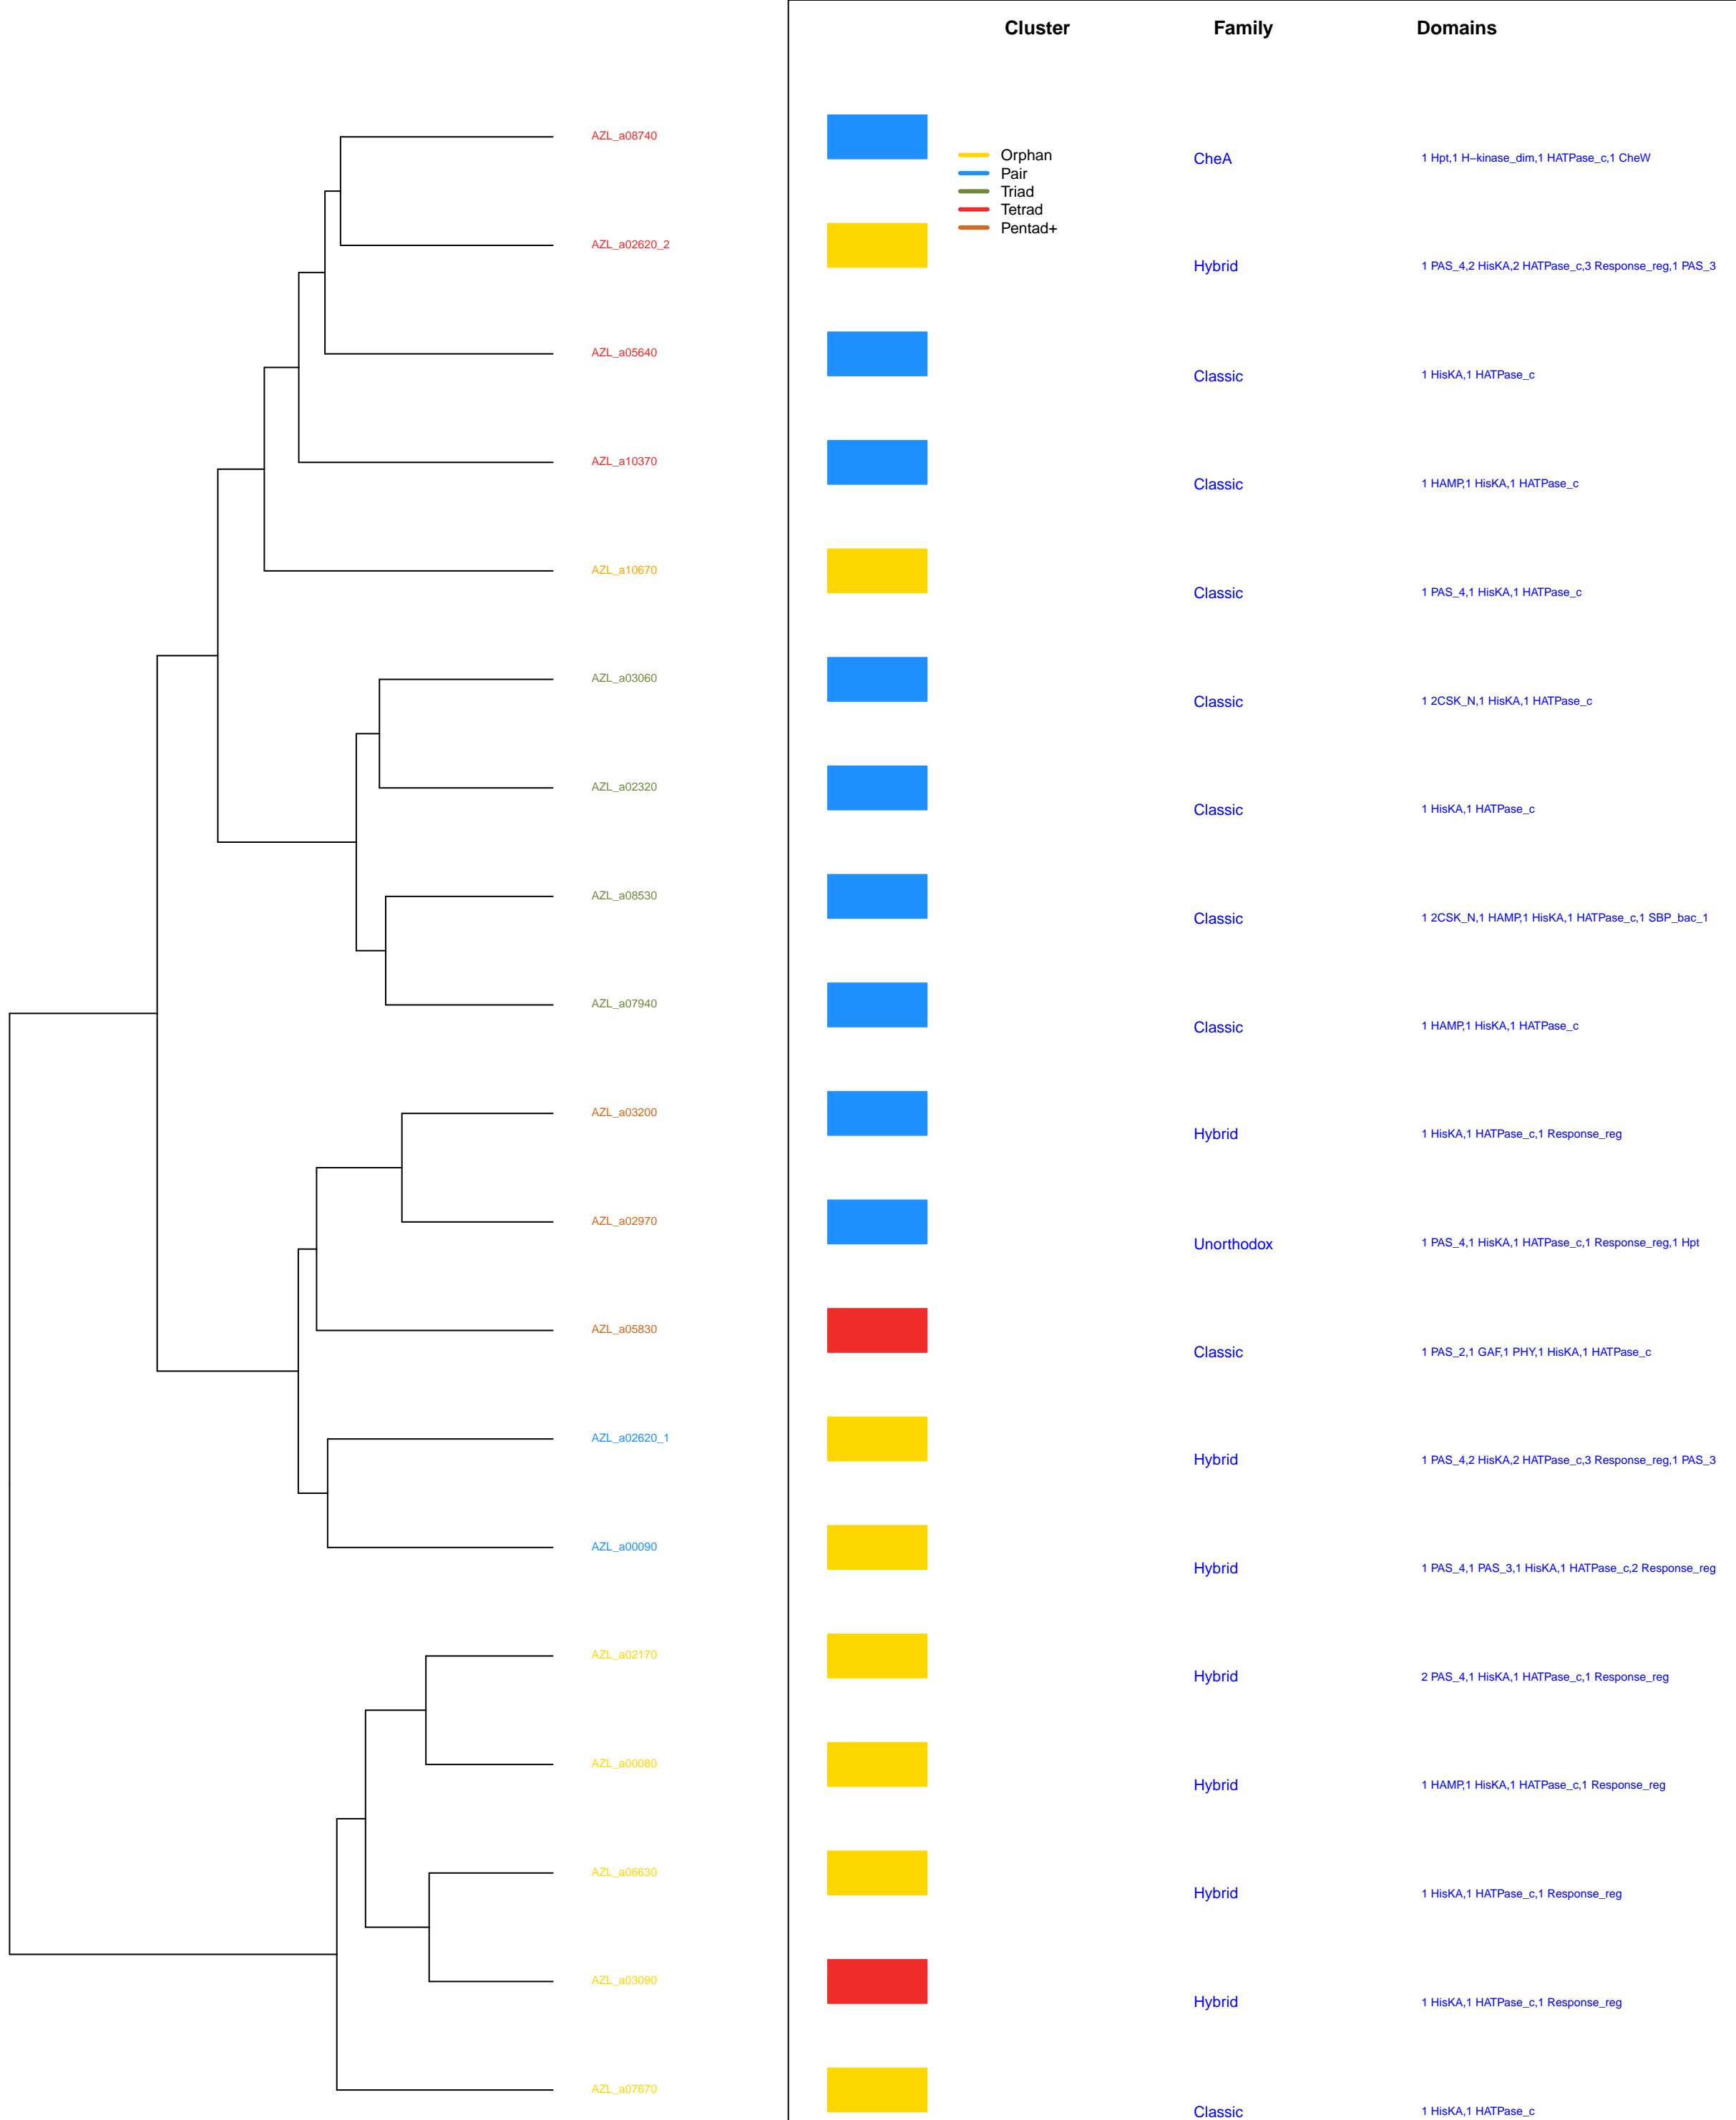 Cluster Family Domains
AZL_a08740
Orphan
CheA 1 Hpt,1 H−kinase_dim,1 HATPase_c,1 CheW
Pair
Triad
Tetrad
Pentad+
AZL_a02620_2
Hybrid 1 PAS_4,2 HisKA,2 HATPase_c,3 Response_reg,1 PAS_3
AZL_a05640
Classic 1 HisKA,1 HATPase_c
AZL_a10370
Classic 1 HAMP,1 HisKA,1 HATPase_c
AZL_a10670
Classic 1 PAS_4,1 HisKA,1 HATPase_c
AZL_a03060
Classic 1 2CSK_N,1 HisKA,1 HATPase_c
AZL_a02320
Classic 1 HisKA,1 HATPase_c
AZL_a08530
Classic 1 2CSK_N,1 HAMP,1 HisKA,1 HATPase_c,1 SBP_bac_1
AZL_a07940
Classic 1 HAMP,1 HisKA,1 HATPase_c
AZL_a03200
Hybrid 1 HisKA,1 HATPase_c,1 Response_reg
AZL_a02970
Unorthodox 1 PAS_4,1 HisKA,1 HATPase_c,1 Response_reg,1 Hpt
AZL_a05830
Classic 1 PAS_2,1 GAF,1 PHY,1 HisKA,1 HATPase_c
AZL_a02620_1
Hybrid 1 PAS_4,2 HisKA,2 HATPase_c,3 Response_reg,1 PAS_3
AZL_a00090
Hybrid 1 PAS_4,1 PAS_3,1 HisKA,1 HATPase_c,2 Response_reg
AZL_a02170
Hybrid 2 PAS_4,1 HisKA,1 HATPase_c,1 Response_reg
AZL_a00080
Hybrid 1 HAMP,1 HisKA,1 HATPase_c,1 Response_reg
AZL_a06630
Hybrid 1 HisKA,1 HATPase_c,1 Response_reg
AZL_a03090
Hybrid 1 HisKA,1 HATPase_c,1 Response_reg
AZL_a07670
Classic 1 HisKA,1 HATPase_c